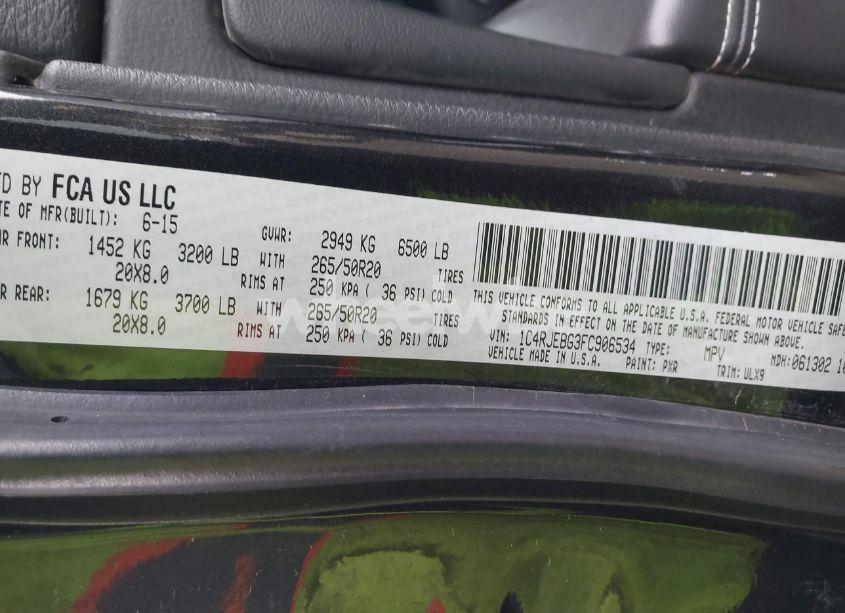 TD BY FCA US LLC
TE OF MFR(BUILT): 6-15
GVWR: 2949 KG 6500 LB
R FRONT: 1452 KG 3200 LB WITH 265/50R20 TIRES
20X8.0 RIMS AT 250 KPA ( 36 PSI) COLD
R REAR: 1679 KG 3700 LB WITH 265/50R20 TIRES
20X8.0 RIMS AT 250 KPA ( 36 PSI) COLD
THIS VEHICLE CONFORMS TO ALL APPLICABLE U.S.A. FEDERAL MOTOR VEHICLE SAFE
STANDARDS IN EFFECT ON THE DATE OF MANUFACTURE SHOWN ABOVE.
VIN: 1C4RJEBG3FC906534 TYPE: MPV MDH:061302 10
VEHICLE MADE IN U.S.A. PAINT: PXR TRIM: ULX9